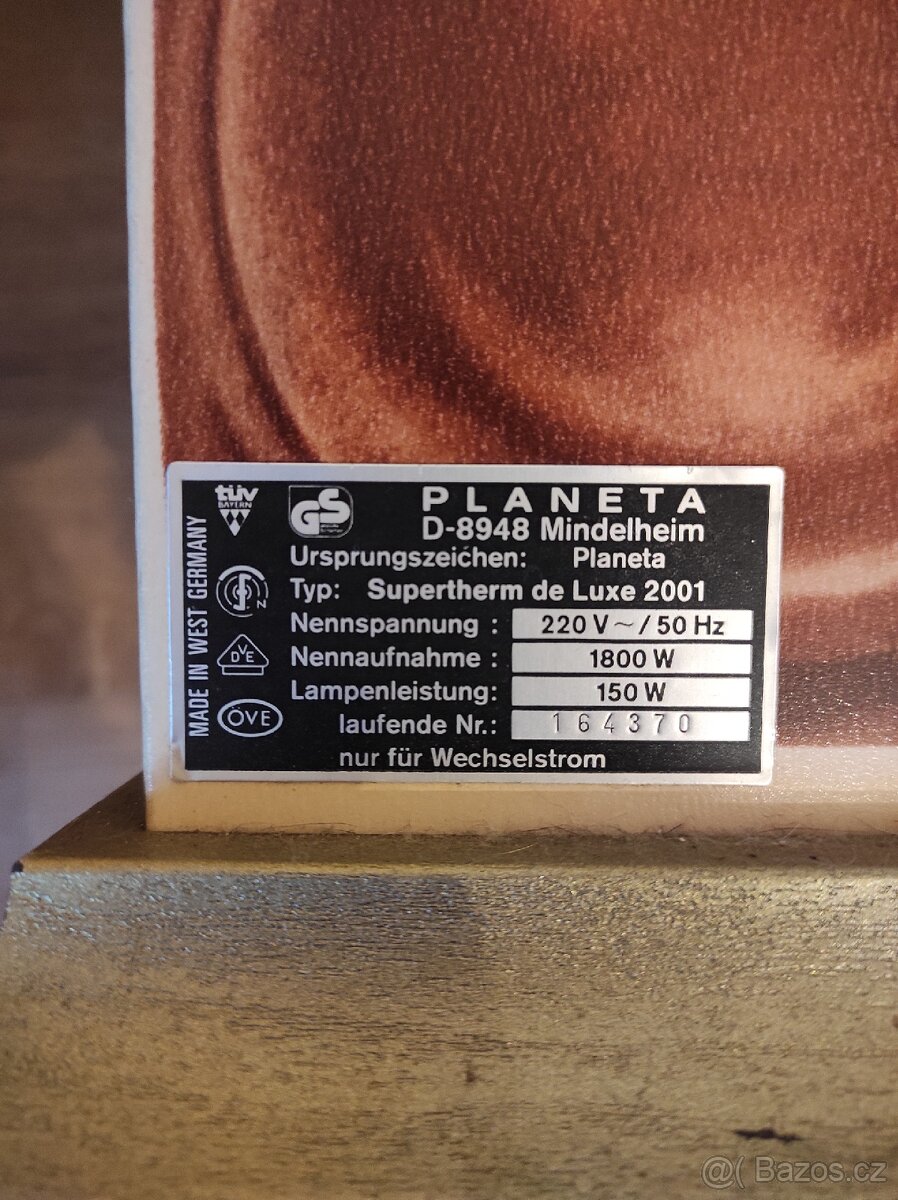 tüv
BAYERN
GS
PLANETA
D-8948 Mindelheim
Ursprungszeichen: Planeta
Typ: Supertherm de Luxe 2001
Nennspannung : 220 V ~ / 50 Hz
Nennaufnahme : 1800 W
Lampenleistung: 150 W
laufende Nr.: 164370
nur für Wechselstrom
MADE IN WEST GERMANY
N
DVE
ÖVE
@( Bazos.cz